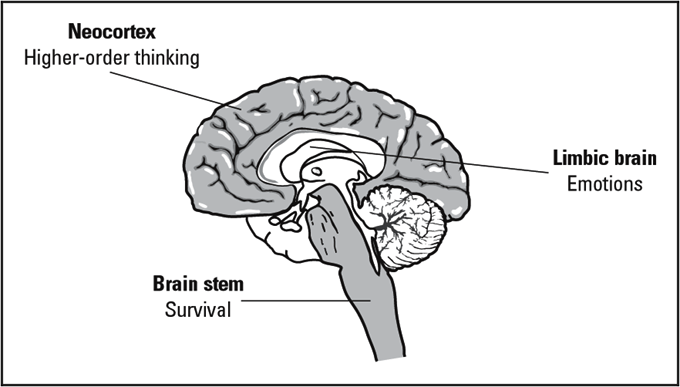 Neocortex
Higher-order thinking
Limbic brain
Emotions
Brain stem
Survival